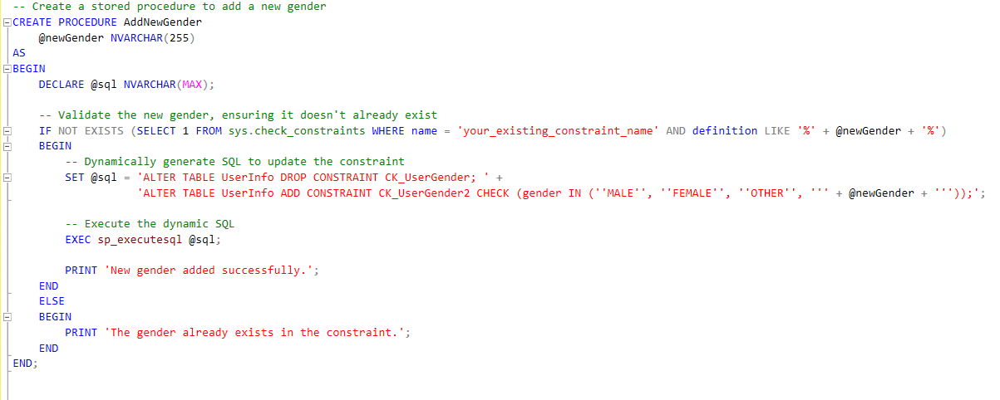 -- Create a stored procedure to add a new gender
CREATE PROCEDURE AddNewGender
    @newGender NVARCHAR(255)
AS
BEGIN
    DECLARE @sql NVARCHAR(MAX);

    -- Validate the new gender, ensuring it doesn't already exist
    IF NOT EXISTS (SELECT 1 FROM sys.check_constraints WHERE name = 'your_existing_constraint_name' AND definition LIKE '%' + @newGender + '%')
    BEGIN
        -- Dynamically generate SQL to update the constraint
        SET @sql = 'ALTER TABLE UserInfo DROP CONSTRAINT CK_UserGender; ' +
                   'ALTER TABLE UserInfo ADD CONSTRAINT CK_UserGender2 CHECK (gender IN (''MALE'', ''FEMALE'', ''OTHER'', ''' + @newGender + '''));';

        -- Execute the dynamic SQL
        EXEC sp_executesql @sql;

        PRINT 'New gender added successfully.';
    END
    ELSE
    BEGIN
        PRINT 'The gender already exists in the constraint.';
    END
END;